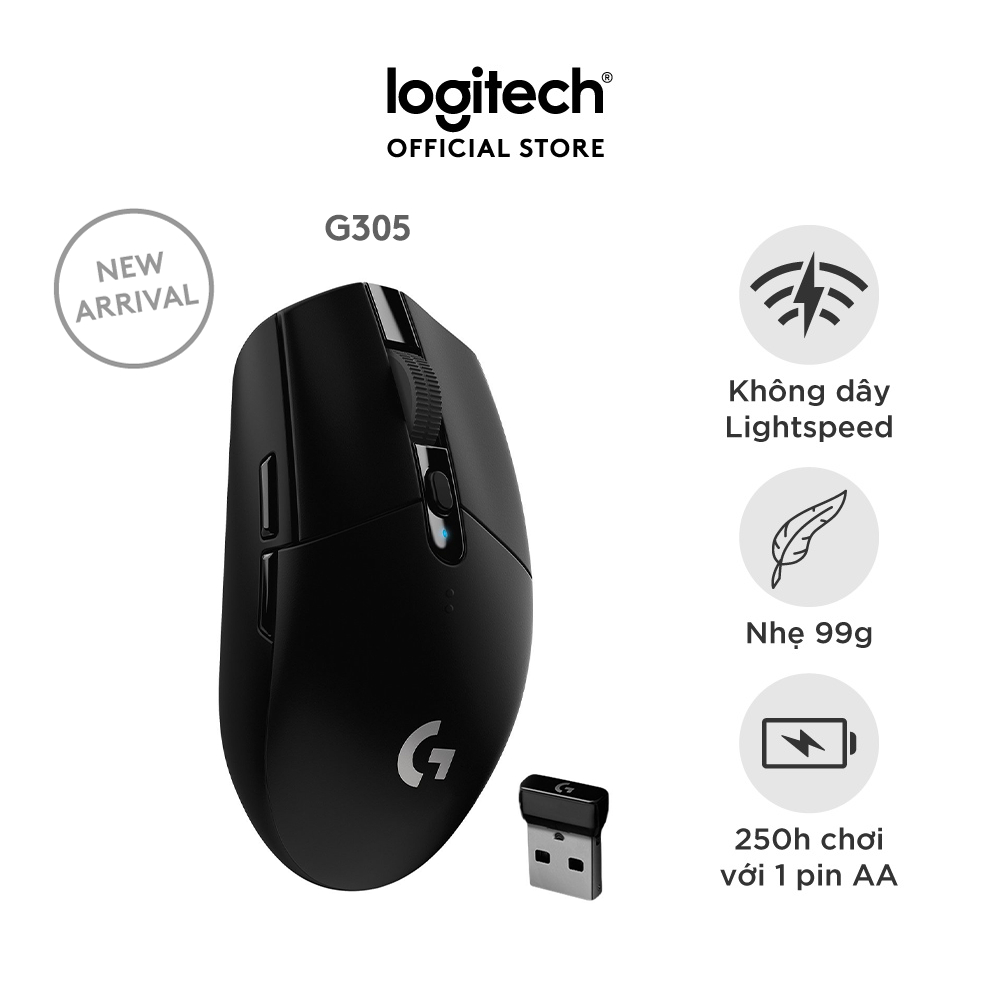 logitech®
OFFICIAL STORE
G305
NEW
ARRIVAL
Không dây
Lightspeed
Nhẹ 99g
250h chơi
với 1 pin AA